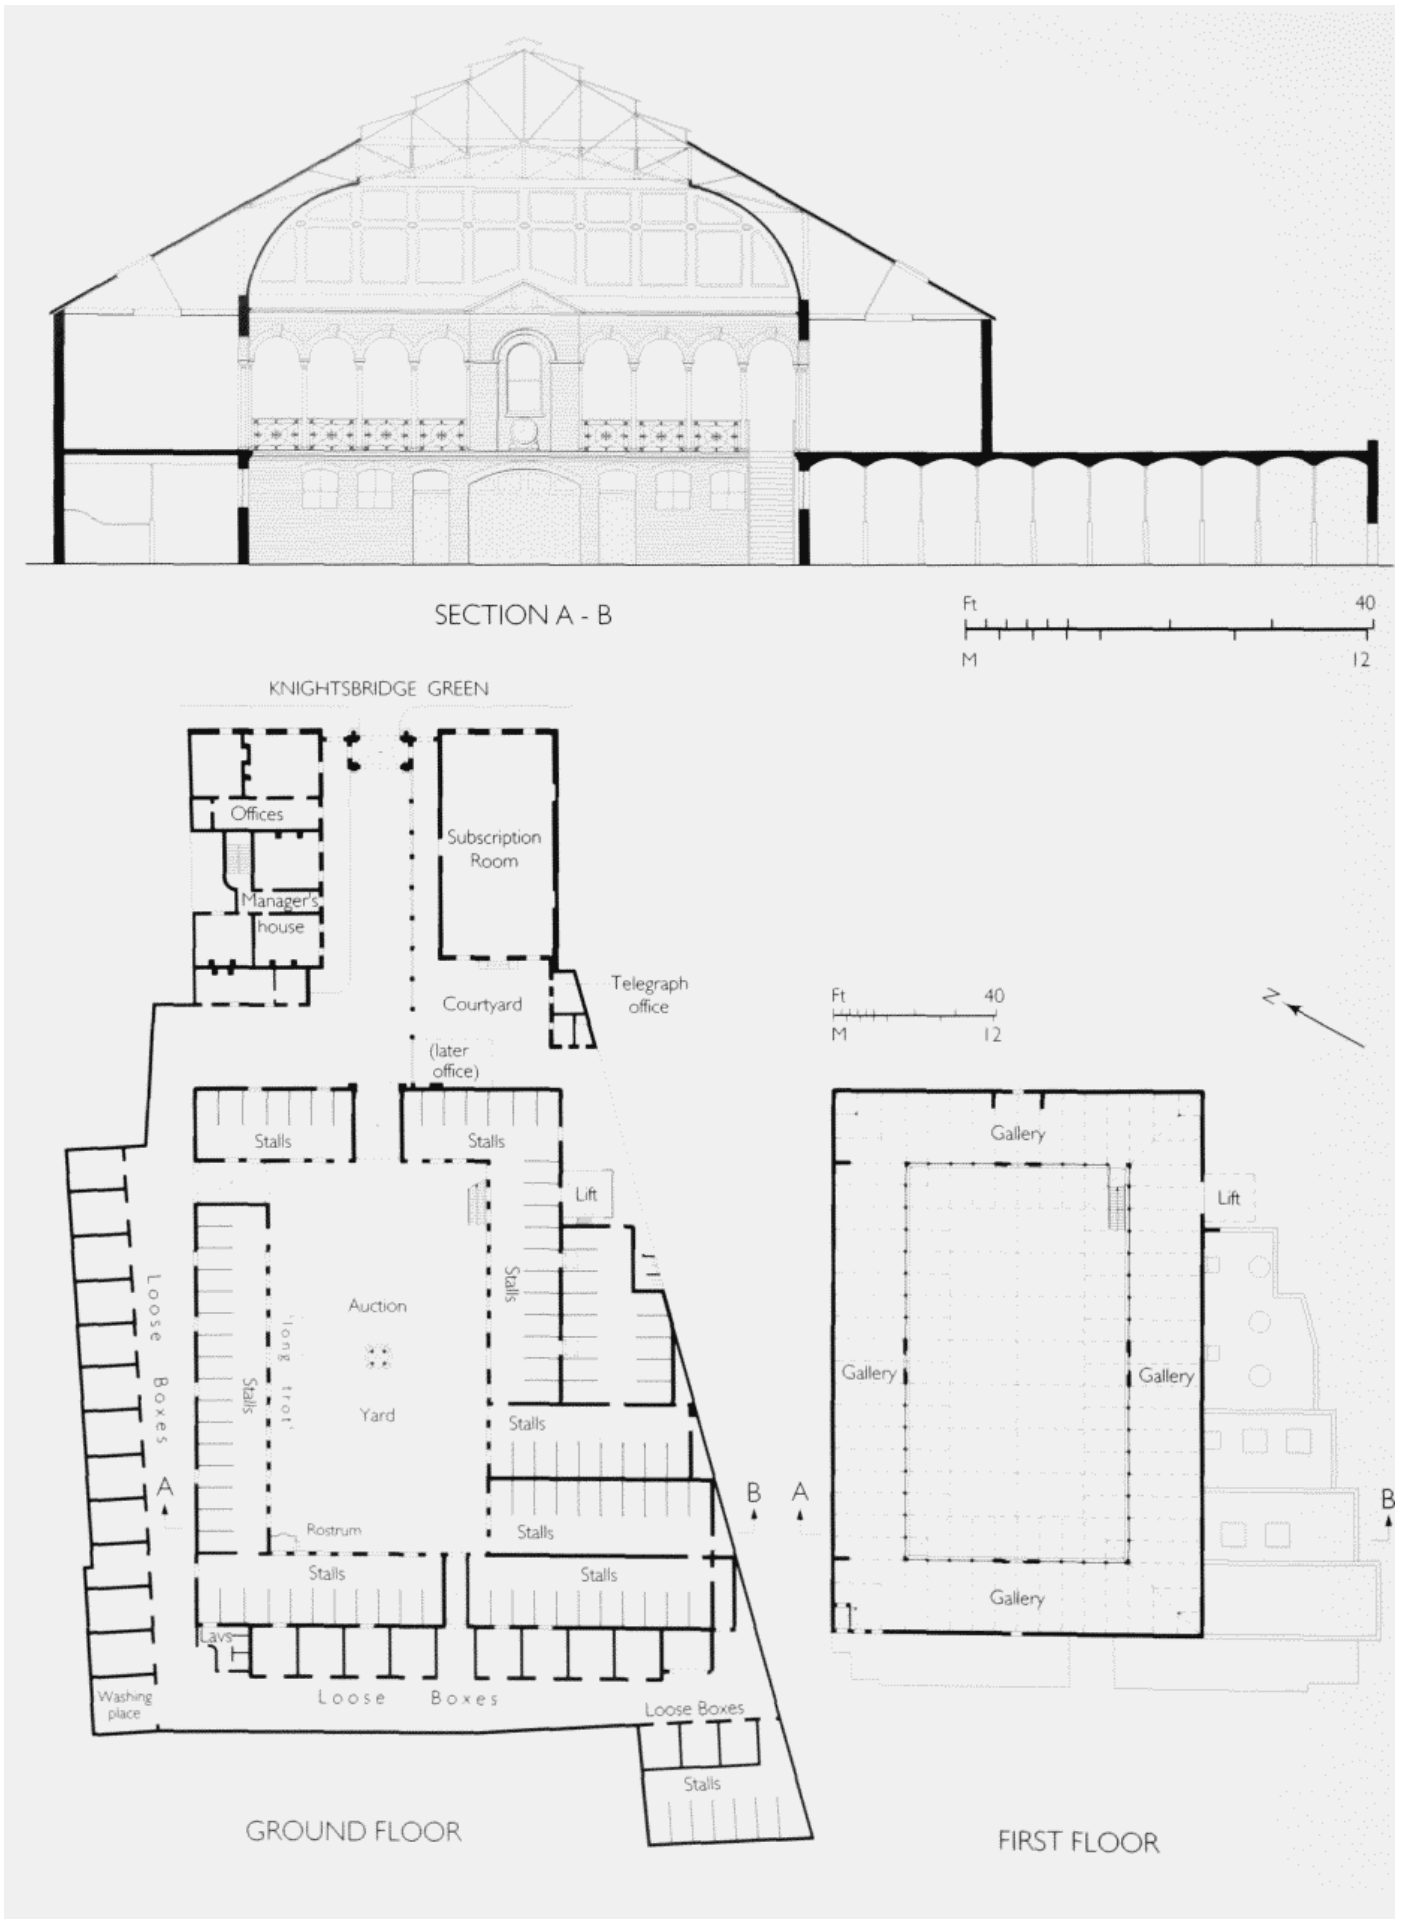 SECTION A - B
Ft 40
M 12
KNIGHTSBRIDGE GREEN
Offices
Subscription
Room
Manager's
house
Telegraph
office
Courtyard
(later
office)
Ft 40
M 12
N
Stalls
Stalls
Lift
Loose Boxes
Stalls
'long trot'
Auction
Yard
Stalls
Stalls
A
B
Rostrum
Stalls
Stalls
Stalls
Lavs
Loose Boxes
Washing
place
Loose Boxes
Stalls
GROUND FLOOR
Gallery
Lift
Gallery
Gallery
A
B
Gallery
FIRST FLOOR